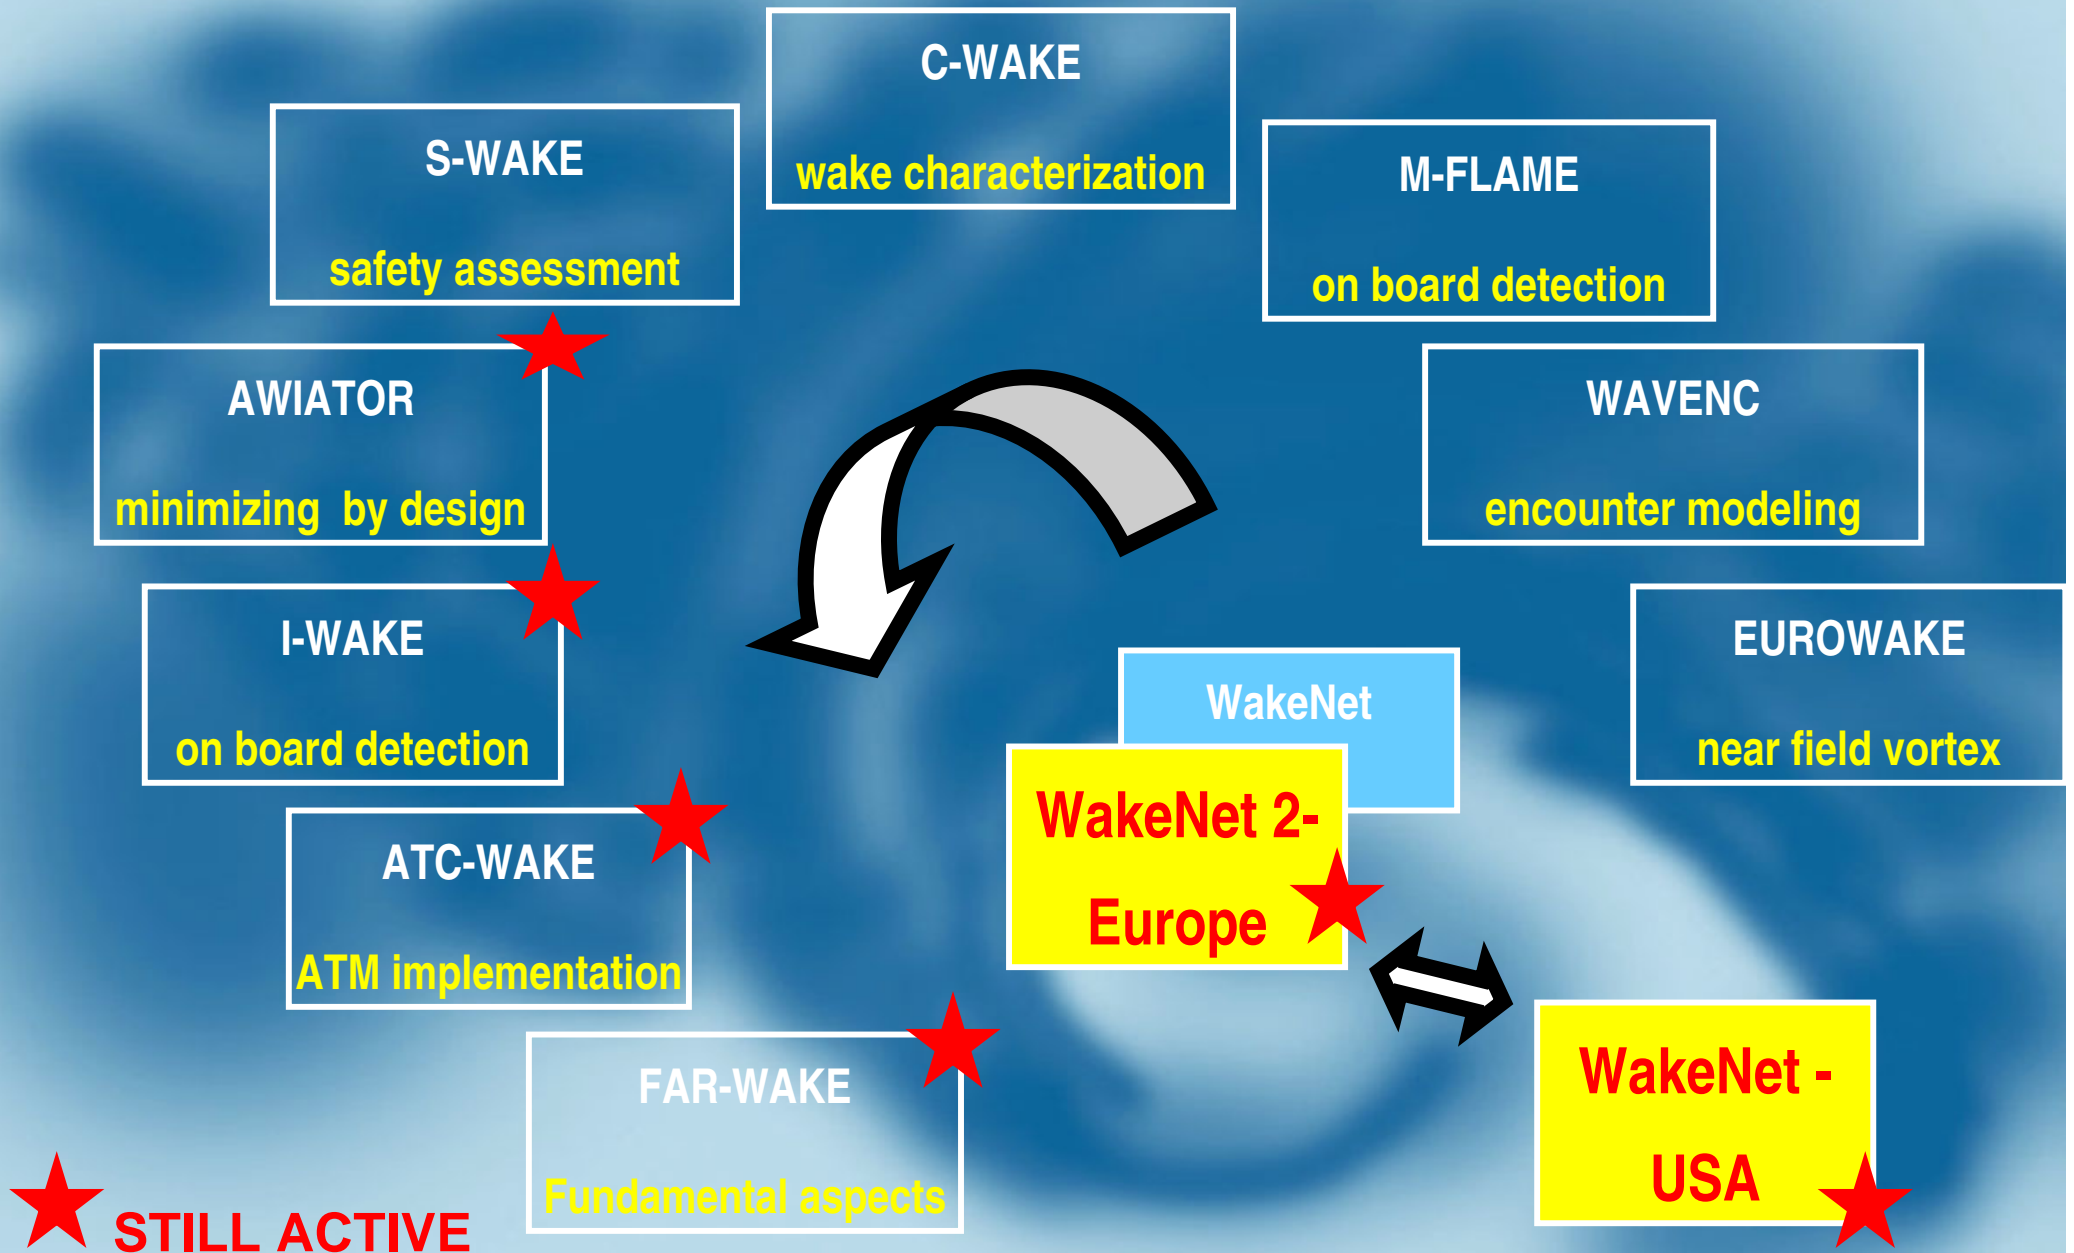 C-WAKE
wake characterization
S-WAKE
safety assessment
M-FLAME
on board detection
AWIATOR
minimizing by design
WAVENC
encounter modeling
I-WAKE
on board detection
EUROWAKE
near field vortex
WakeNet
WakeNet 2-
Europe
ATC-WAKE
ATM implementation
WakeNet -
USA
FAR-WAKE
Fundamental aspects
STILL ACTIVE